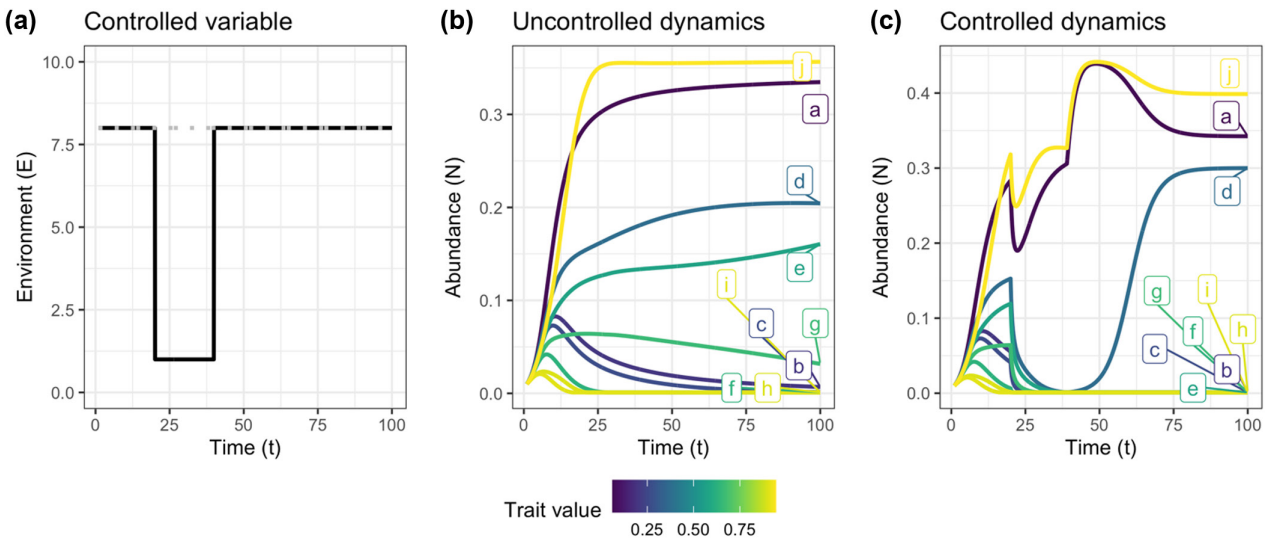 (a) Controlled variable
Environment (E)
10.0
7.5
5.0
2.5
0.0
0 25 50 75 100
Time (t)
(b) Uncontrolled dynamics
Abundance (N)
0.3
0.2
0.1
0.0
j
a
d
e
i
c
g
b
f
h
0 25 50 75 100
Time (t)
(c) Controlled dynamics
Abundance (N)
0.4
0.3
0.2
0.1
0.0
j
a
d
g
i
f
h
c
b
e
0 25 50 75 100
Time (t)
Trait value
0.25 0.50 0.75